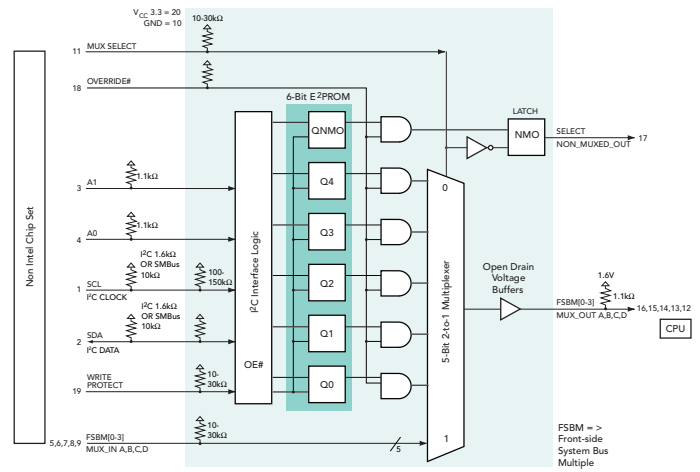 V CC 3.3 = 20
GND = 10
10-30kΩ
11 MUX SELECT
18 OVERRIDE#
6-Bit E²PROM
LATCH
QNMO
NMO
SELECT
17
NON_MUXED_OUT
Non Intel Chip Set
1.1kΩ
3 A1
Q4
0
1.1kΩ
4 A0
Q3
I²C Interface Logic
5-Bit 2-to-1 Multiplexer
I²C 1.6kΩ
OR SMBus
10kΩ
100-
150kΩ
1 SCL
I²C CLOCK
Q2
Open Drain
Voltage
Buffers
1.6V
1.1kΩ
FSBM[0-3]
16,15,14,13,12
MUX_OUT A,B,C,D
CPU
I²C 1.6kΩ
OR SMBus
10kΩ
2 SDA
I²C DATA
Q1
OE#
WRITE
19 PROTECT
10-
30kΩ
Q0
5,6,7,8,9 FSBM[0-3]
MUX_IN A,B,C,D
10-
30kΩ
5
1
FSBM = >
Front-side
System Bus
Multiple